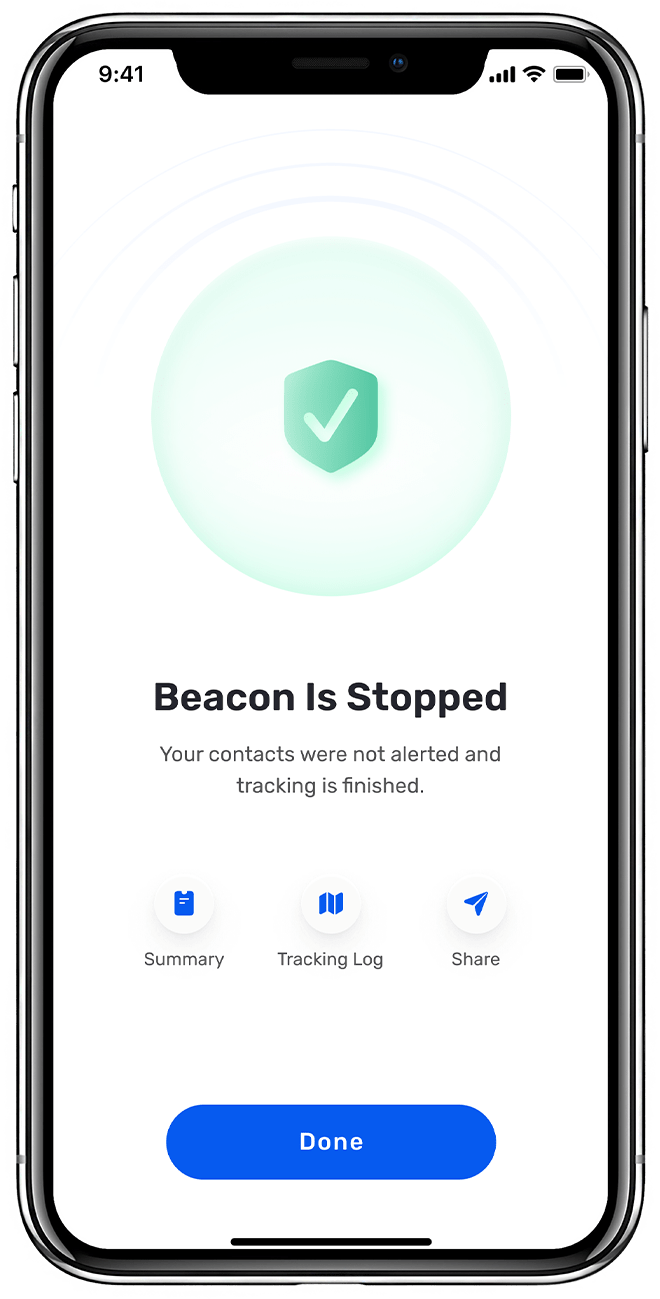 9:41
Beacon Is Stopped
Your contacts were not alerted and
tracking is finished.
Summary
Tracking Log
Share
Done